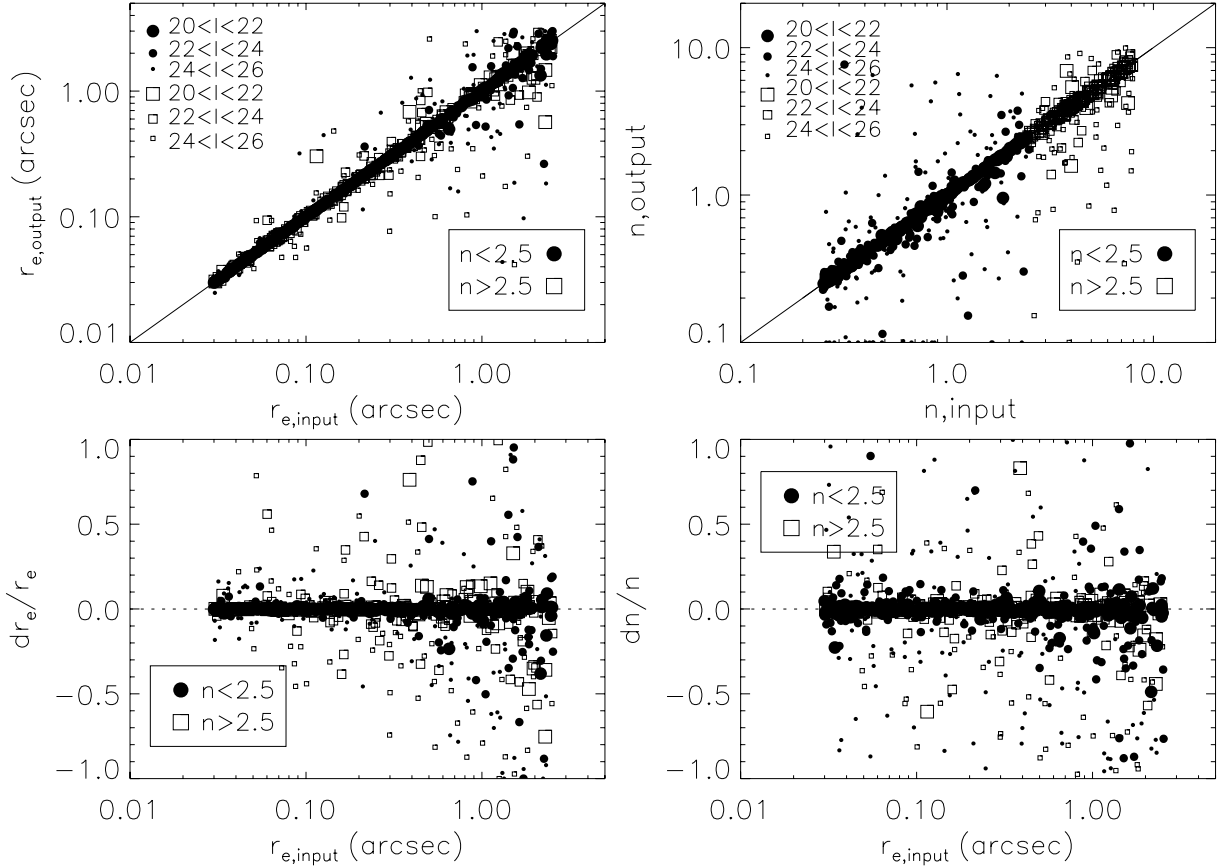 20<I<22
22<I<24
24<I<26
20<I<22
22<I<24
24<I<26
n<2.5
n>2.5
1.00
0.10
0.01
r_e,output (arcsec)
0.01 0.10 1.00
r_e,input (arcsec)
20<I<22
22<I<24
24<I<26
20<I<22
22<I<24
24<I<26
n<2.5
n>2.5
10.0
1.0
0.1
n,output
0.1 1.0 10.0
n,input
1.0
0.5
0.0
−0.5
−1.0
dr_e/r_e
n<2.5
n>2.5
0.01 0.10 1.00
r_e,input (arcsec)
1.0
0.5
0.0
−0.5
−1.0
dn/n
n<2.5
n>2.5
0.01 0.10 1.00
r_e,input (arcsec)